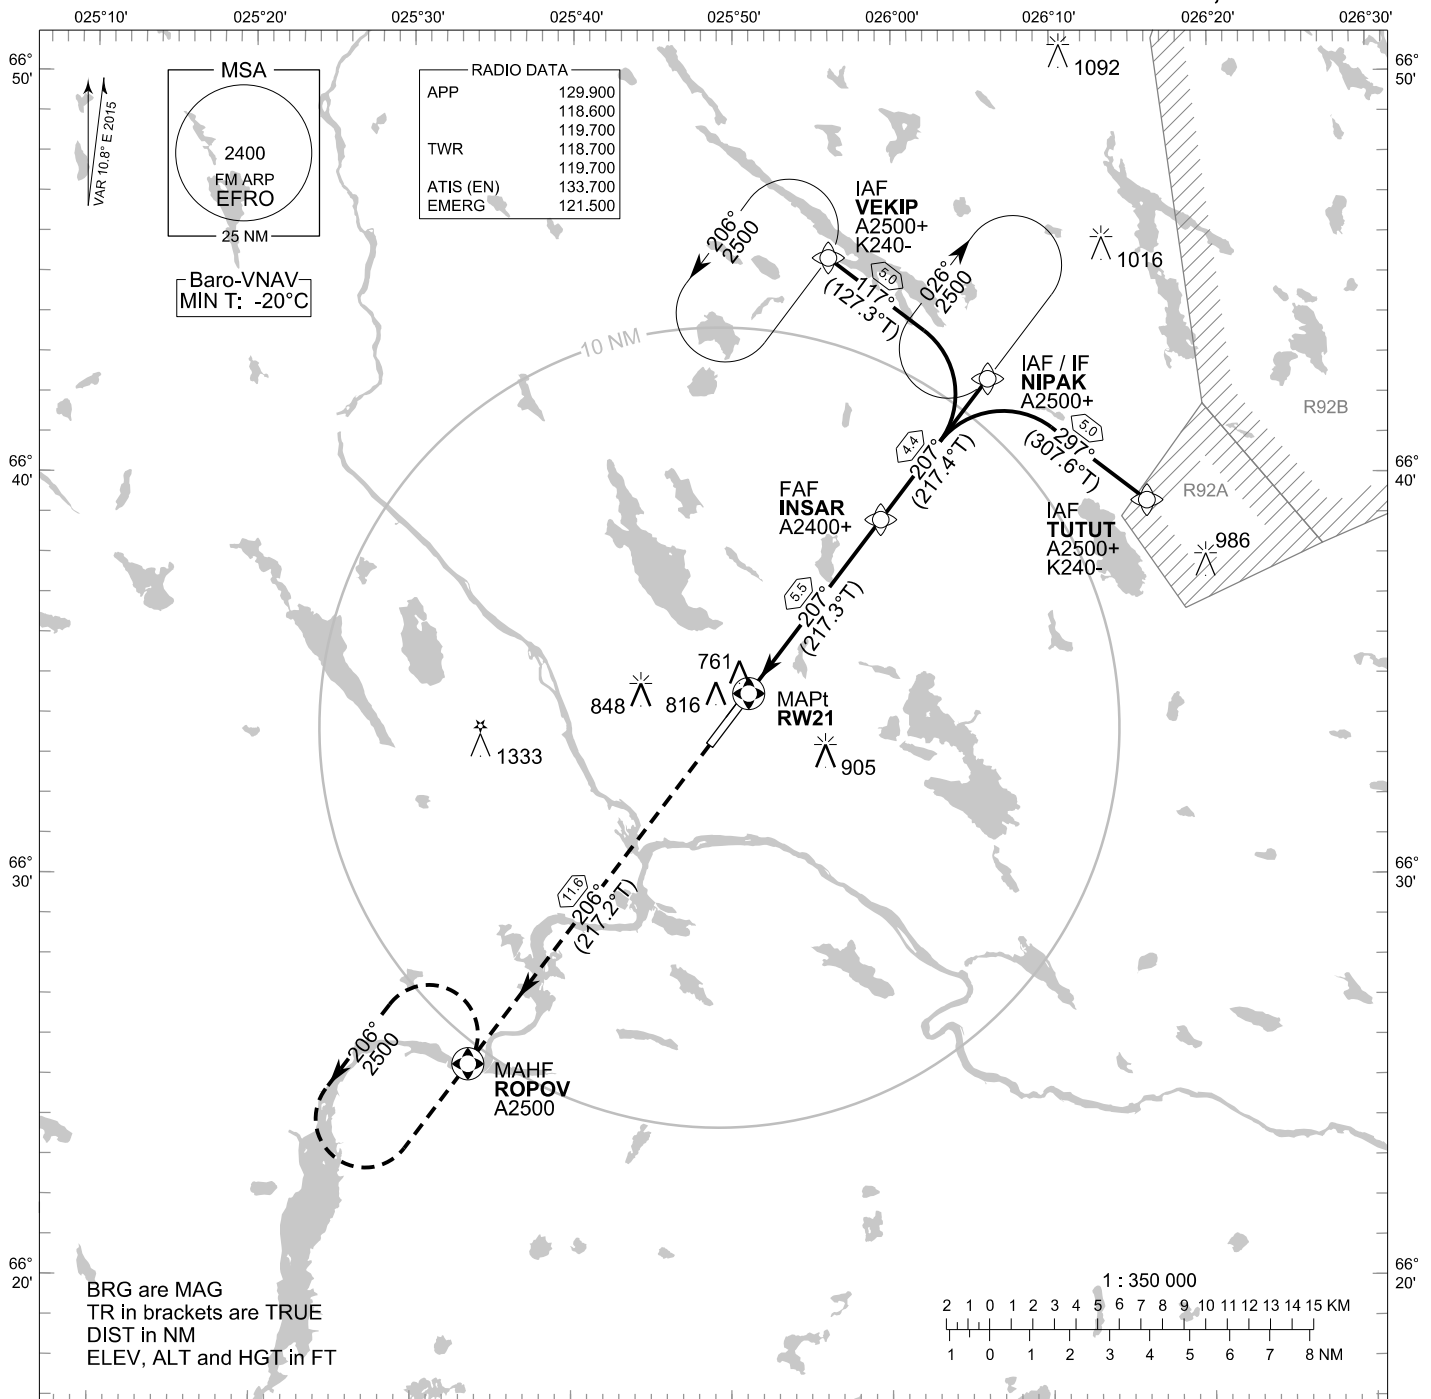 025°10'
025°20'
025°30'
025°40'
025°50'
026°00'
026°10'
026°20'
026°30'
66°
50'
66°
50'
VAR 10.8° E 2015
MSA
2400
FM ARP
EFRO
25 NM
Baro-VNAV
MIN T: -20°C
RADIO DATA
APP 129.900
118.600
119.700
TWR 118.700
119.700
ATIS (EN) 133.700
EMERG 121.500
1092
IAF
VEKIP
A2500+
K240-
206°
2500
5.0
117°
(127.3°T)
026°
2500
1016
10 NM
IAF / IF
NIPAK
A2500+
R92B
5.0
297°
(307.6°T)
4.4
207°
(217.4°T)
66°
40'
66°
40'
R92A
FAF
INSAR
A2400+
IAF
TUTUT
A2500+
K240-
986
5.5
207°
(217.3°T)
761
848
816
MAPt
RW21
1333
905
66°
30'
66°
30'
11.6
206°
(217.2°T)
206°
2500
MAHF
ROPOV
A2500
66°
20'
66°
20'
BRG are MAG
TR in brackets are TRUE
DIST in NM
ELEV, ALT and HGT in FT
1 : 350 000
2 1 0 1 2 3 4 5 6 7 8 9 10 11 12 13 14 15 KM
1 0 1 2 3 4 5 6 7 8 NM